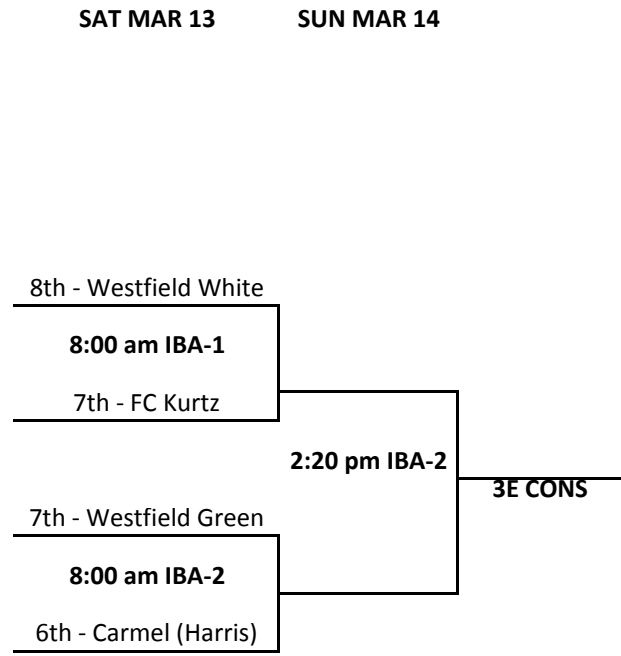 SAT MAR 13 SUN MAR 14
8th - Westfield White
8:00 am IBA-1
7th - FC Kurtz
2:20 pm IBA-2
3E CONS
7th - Westfield Green
8:00 am IBA-2
6th - Carmel (Harris)